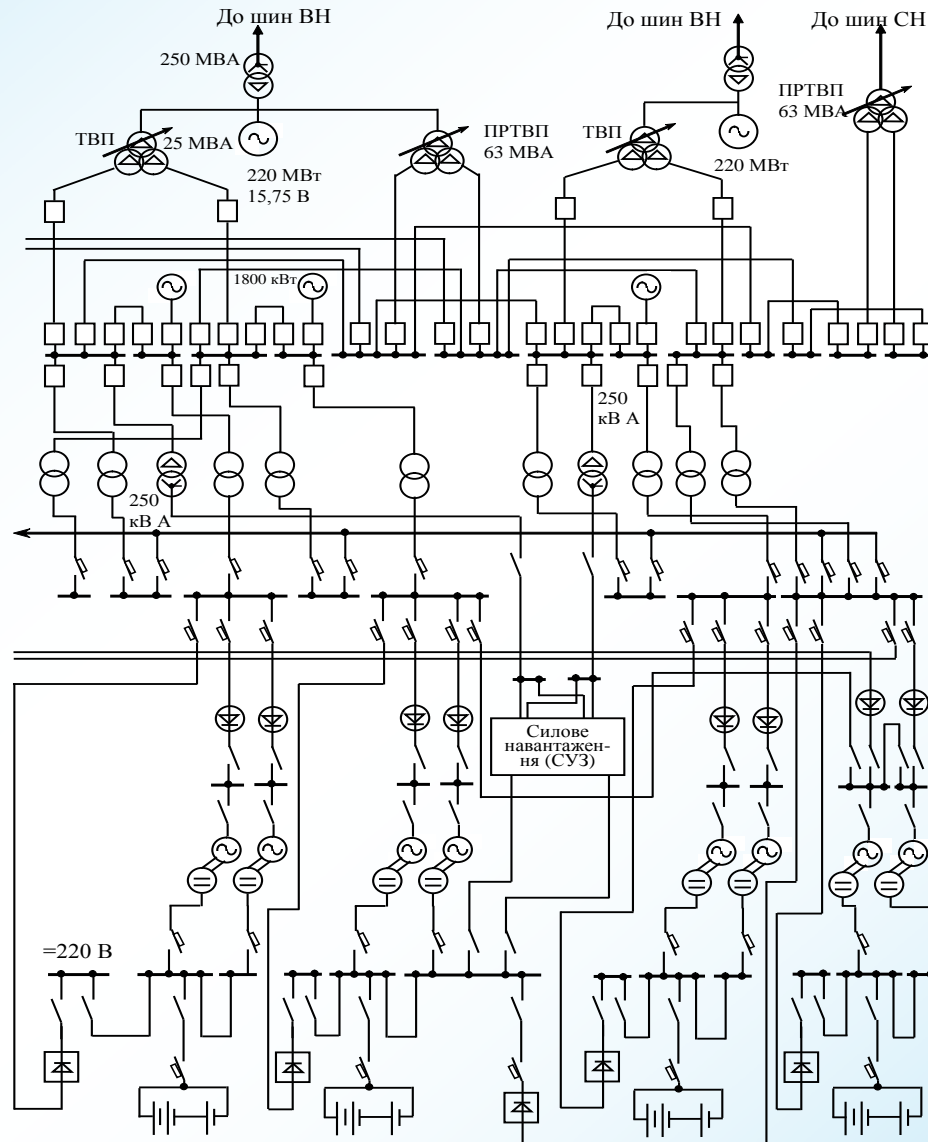 До шин ВН
До шин ВН
До шин СН
250 МВА
ТВП
25 МВА
220 МВт
15,75 В
ПРТВП
63 МВА
ТВП
220 МВт
ПРТВП
63 МВА
1800 кВт
250
кВ А
250
кВ А
Силове
навантажен-
ня (СУЗ)
=220 В